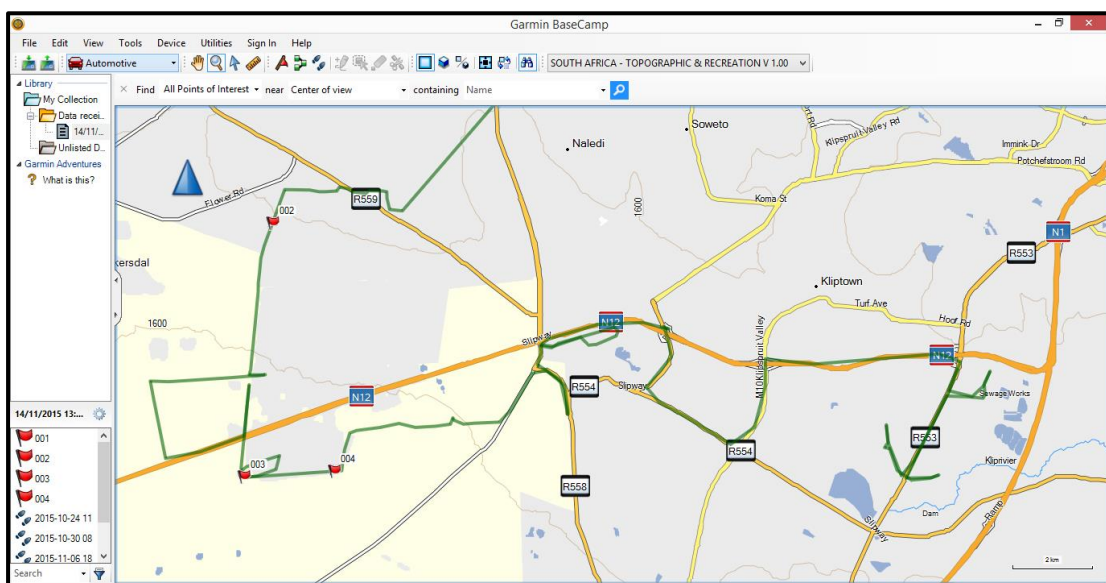 Garmin BaseCamp
File Edit View Tools Device Utilities Sign In Help
Automotive
SOUTH AFRICA - TOPOGRAPHIC & RECREATION V 1.00
Library
My Collection
Data recei...
14/11/...
Unlisted D...
Garmin Adventures
What is this?
Find All Points of Interest near Center of view containing Name
Soweto
Klipspruit Valley Rd
Immink Dr
Potchefstroom Rd
Naledi
Flower Rd
R559
Koma St
002
1600
N1
R553
kersdal
Kliptown
Turf Ave
Hoof Rd
1600
N12
Slipway
M10Klipspruit Valley
N12
R554
Slipway
Sewage Works
N12
R553
R554
003
004
Kliprivier
R558
Dam
Slipway
Ramp
2 km
14/11/2015 13:...
001
002
003
004
2015-10-24 11
2015-10-30 08
2015-11-06 18
Search